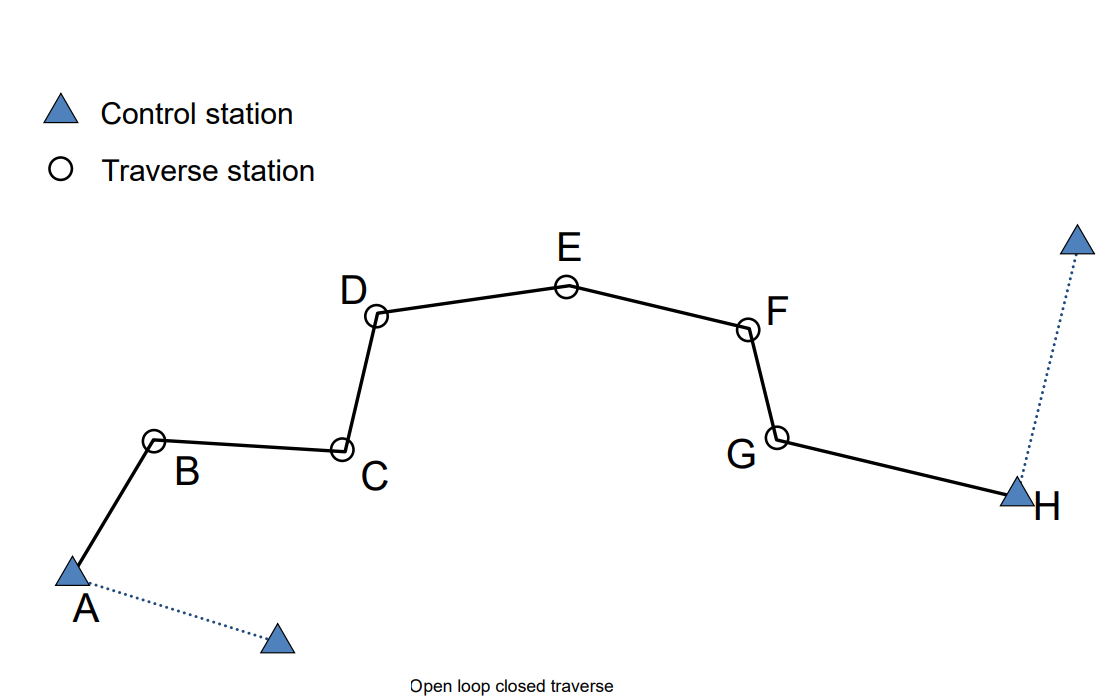 Control station
Traverse station
E
D
F
B
C
G
H
A
Open loop closed traverse